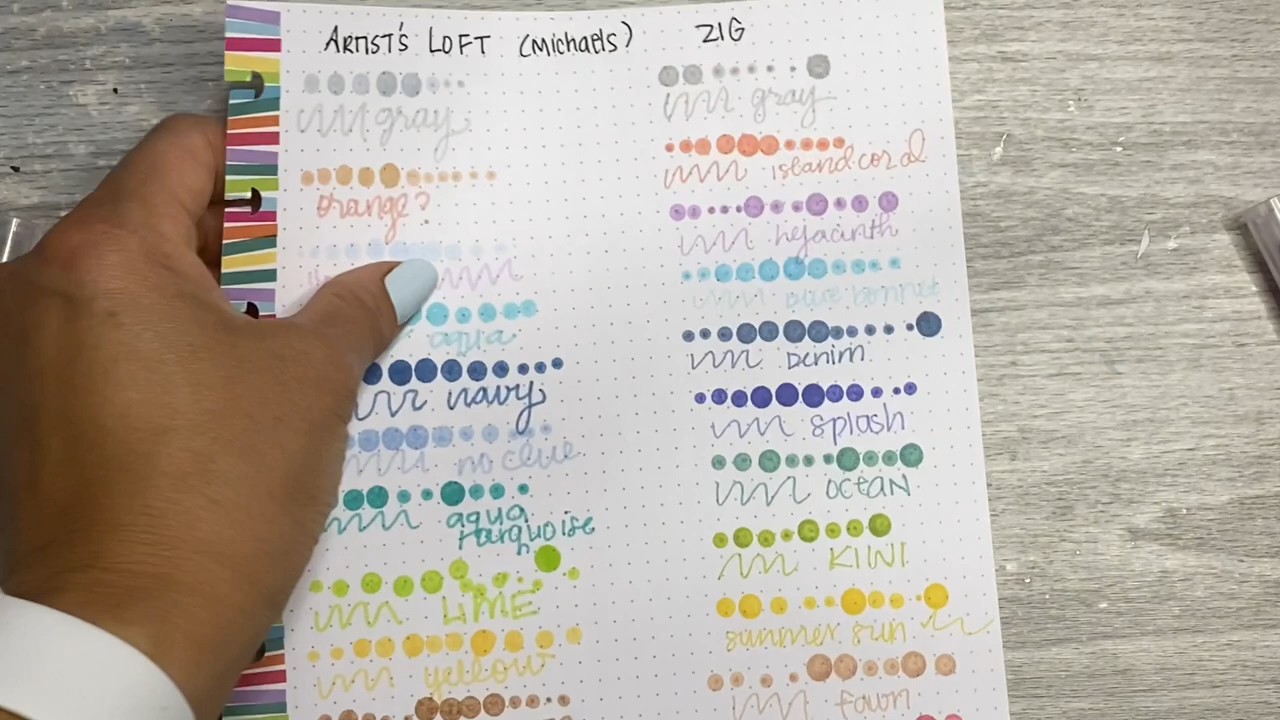 ARTIST'S LOFT (Michaels)
gray
orange?
aqua
navy
no clue
aqua
turquoise
LIME
yellow
ZIG
gray
island coral
hyacinth
blue bonnet
DENIM
splash
OCEAN
KIWI
summer sun
fawn